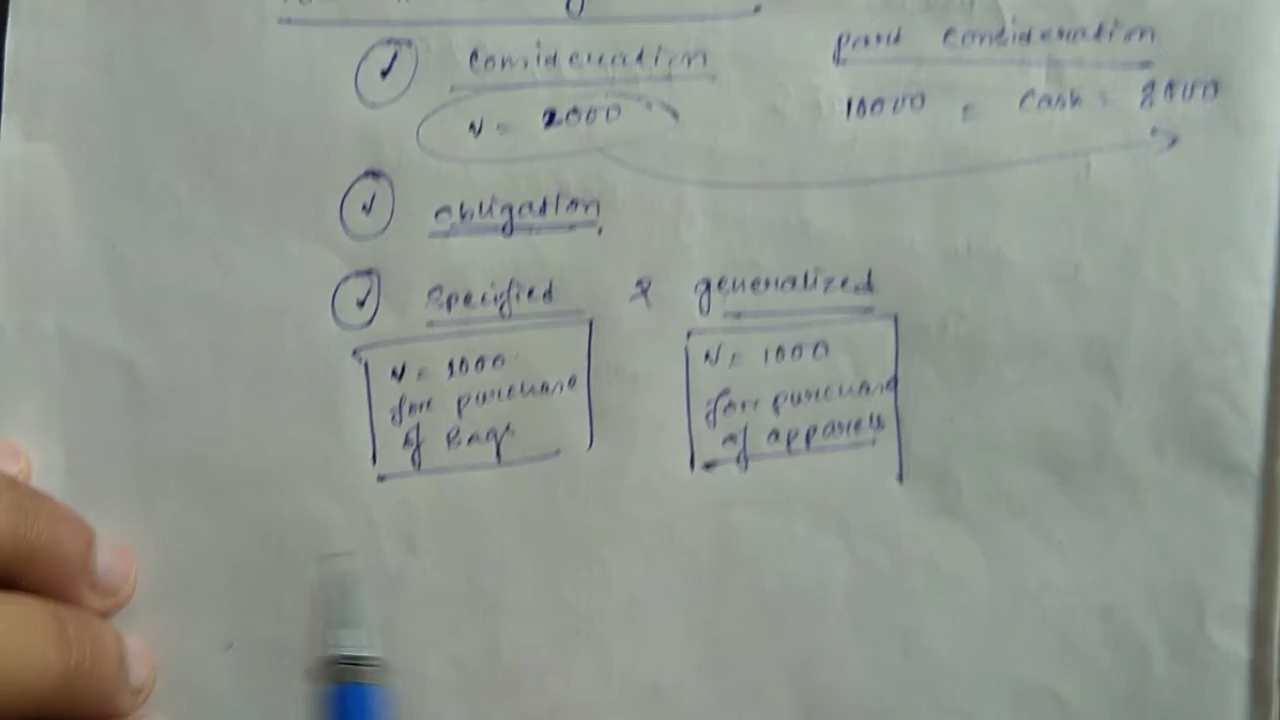 consideration
part consideration
V = 2000
10000 = Cash = 8000
obligation
specified & generalized
V = 1000
for purchase
of Bags
V = 1000
for purchase
of apparels